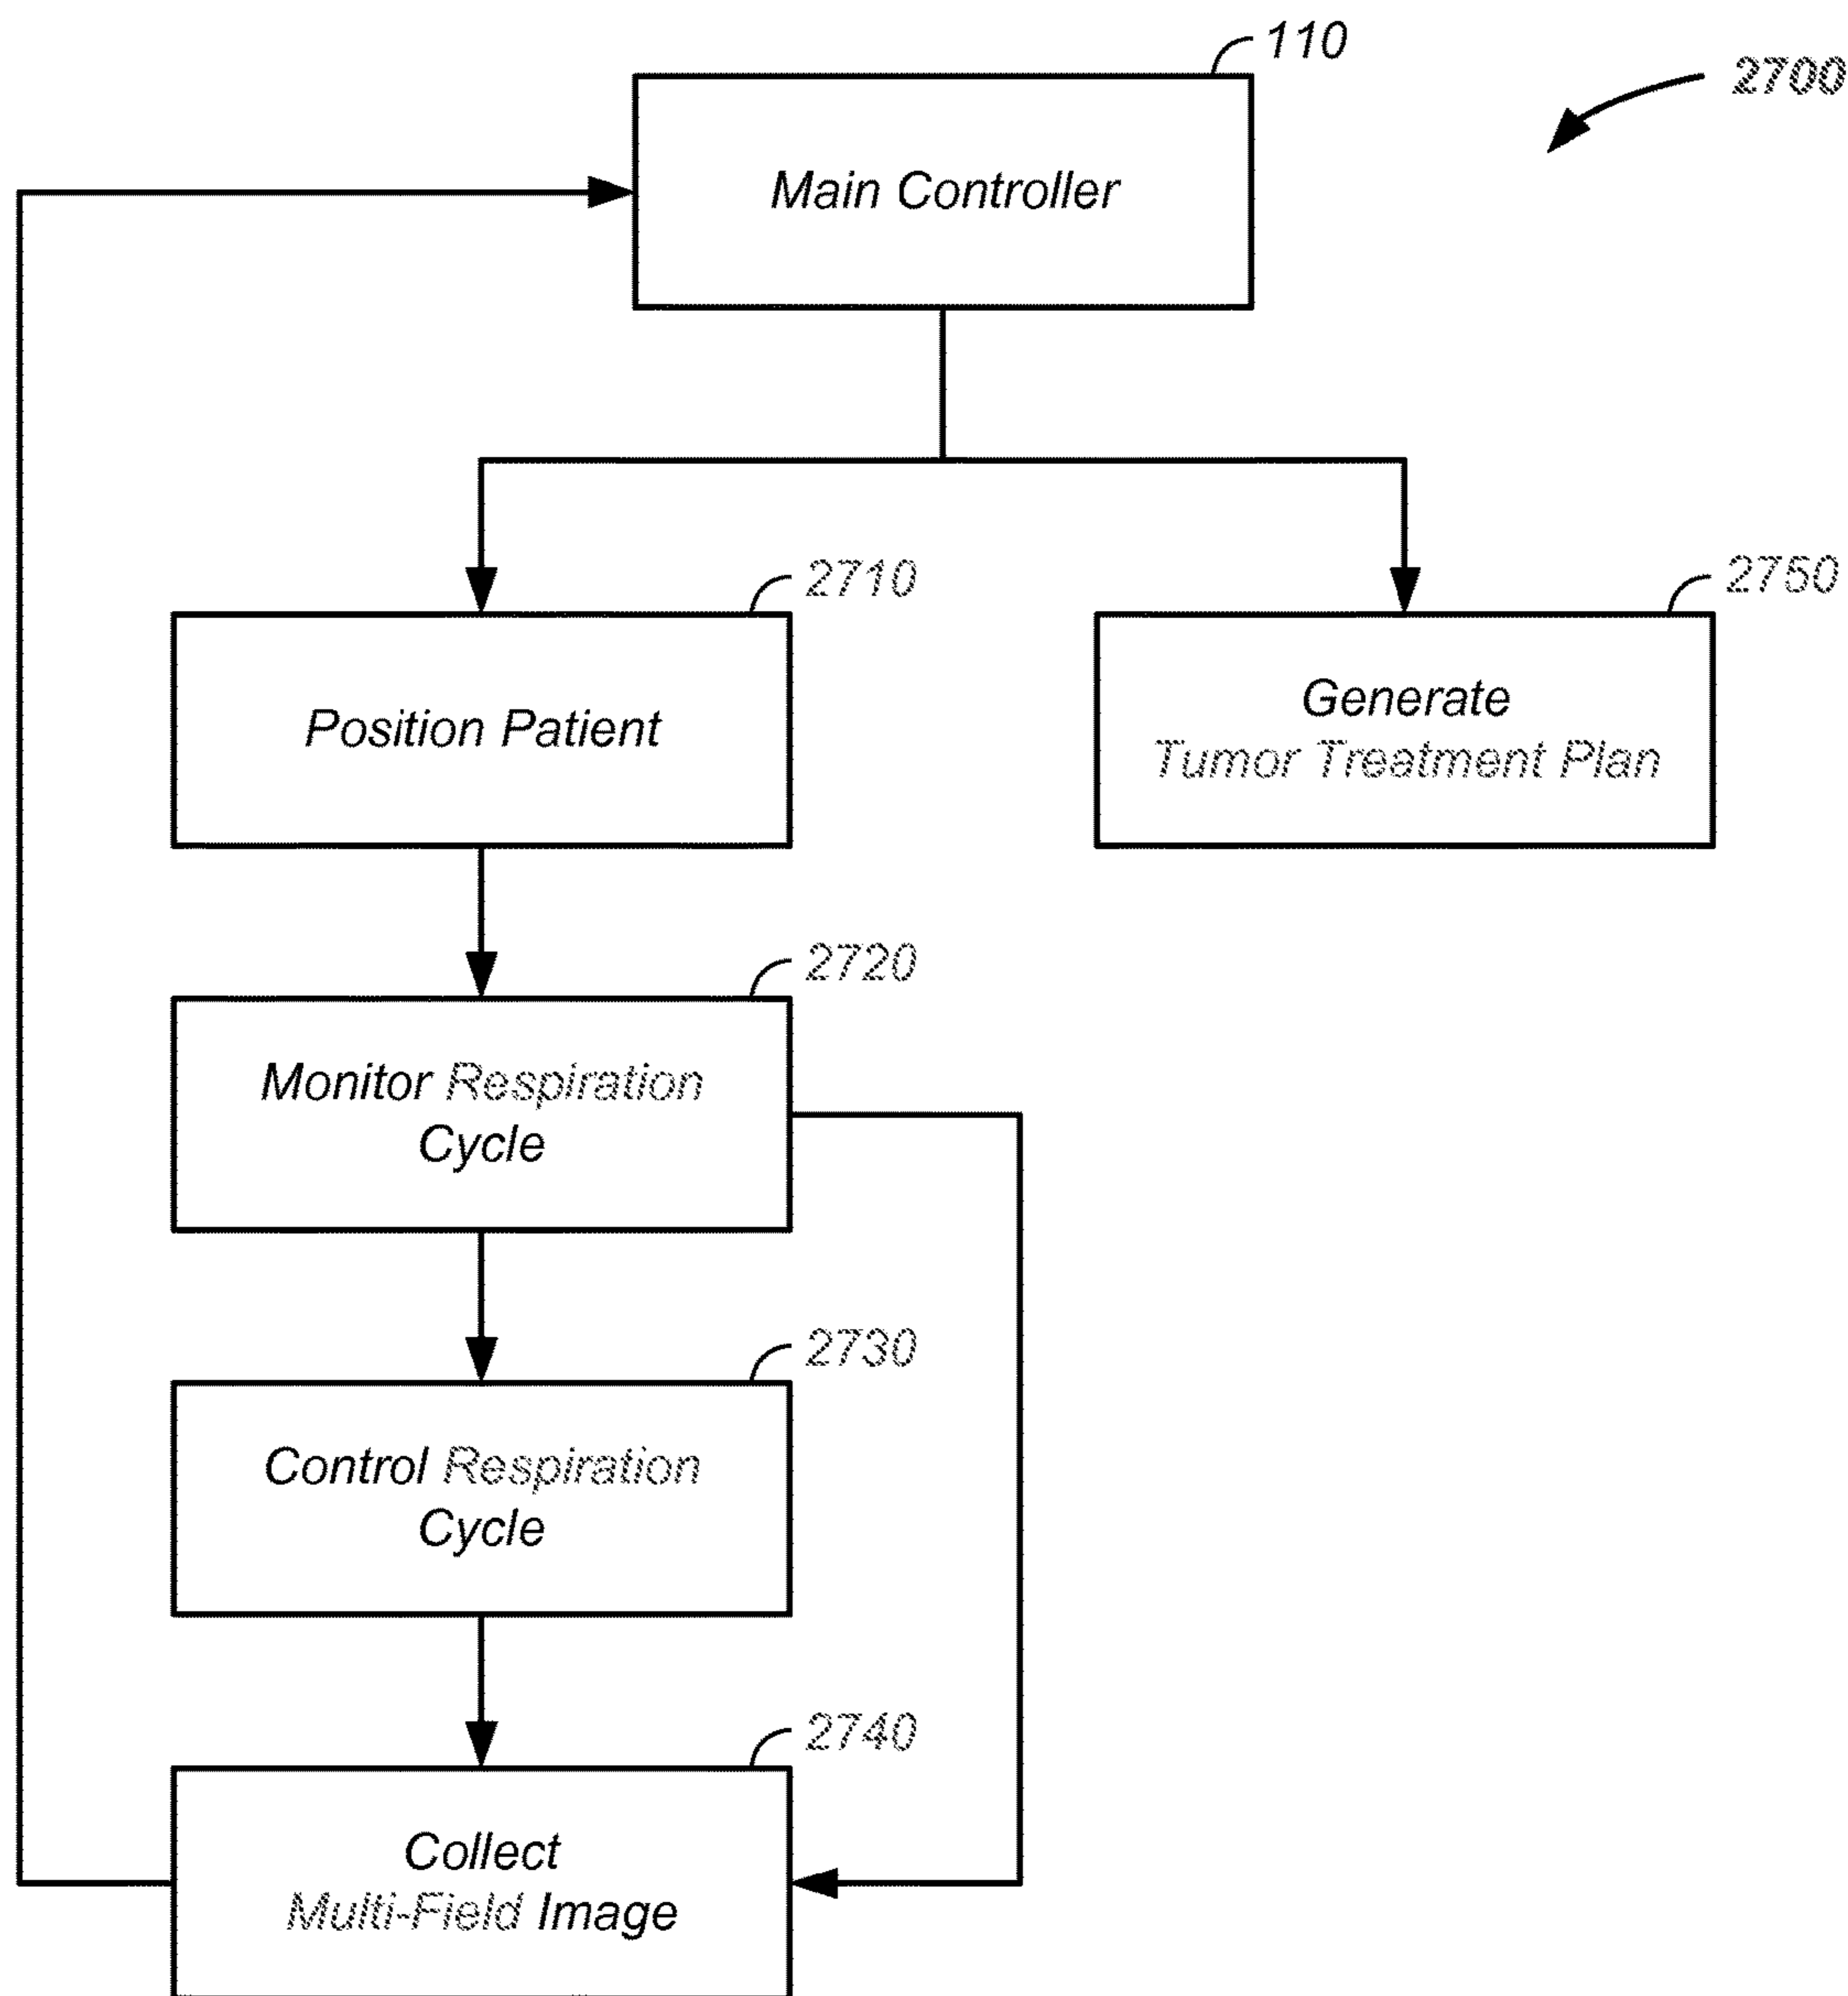 110
2700
Main Controller
2710
2750
Position Patient
Generate
Tumor Treatment Plan
2720
Monitor Respiration
Cycle
2730
Control Respiration
Cycle
2740
Collect
Multi-Field Image